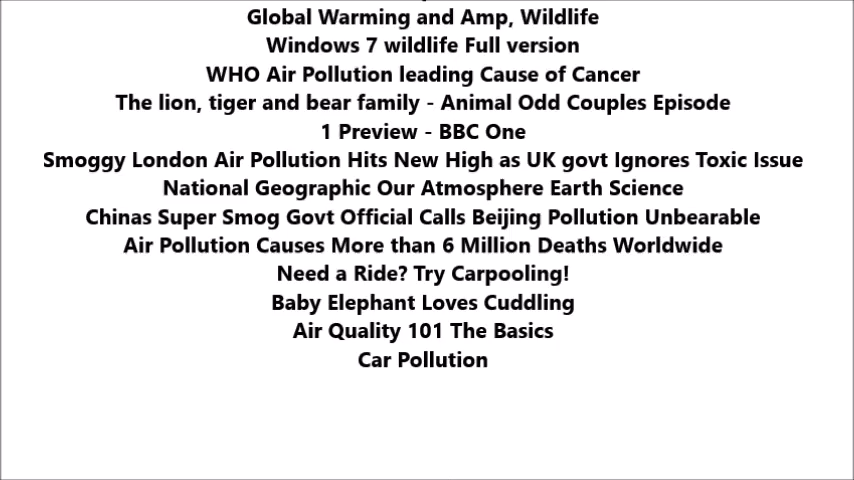 Global Warming and Amp, Wildlife
Windows 7 wildlife Full version
WHO Air Pollution leading Cause of Cancer
The lion, tiger and bear family - Animal Odd Couples Episode
1 Preview - BBC One
Smoggy London Air Pollution Hits New High as UK govt Ignores Toxic Issue
National Geographic Our Atmosphere Earth Science
Chinas Super Smog Govt Official Calls Beijing Pollution Unbearable
Air Pollution Causes More than 6 Million Deaths Worldwide
Need a Ride? Try Carpooling!
Baby Elephant Loves Cuddling
Air Quality 101 The Basics
Car Pollution